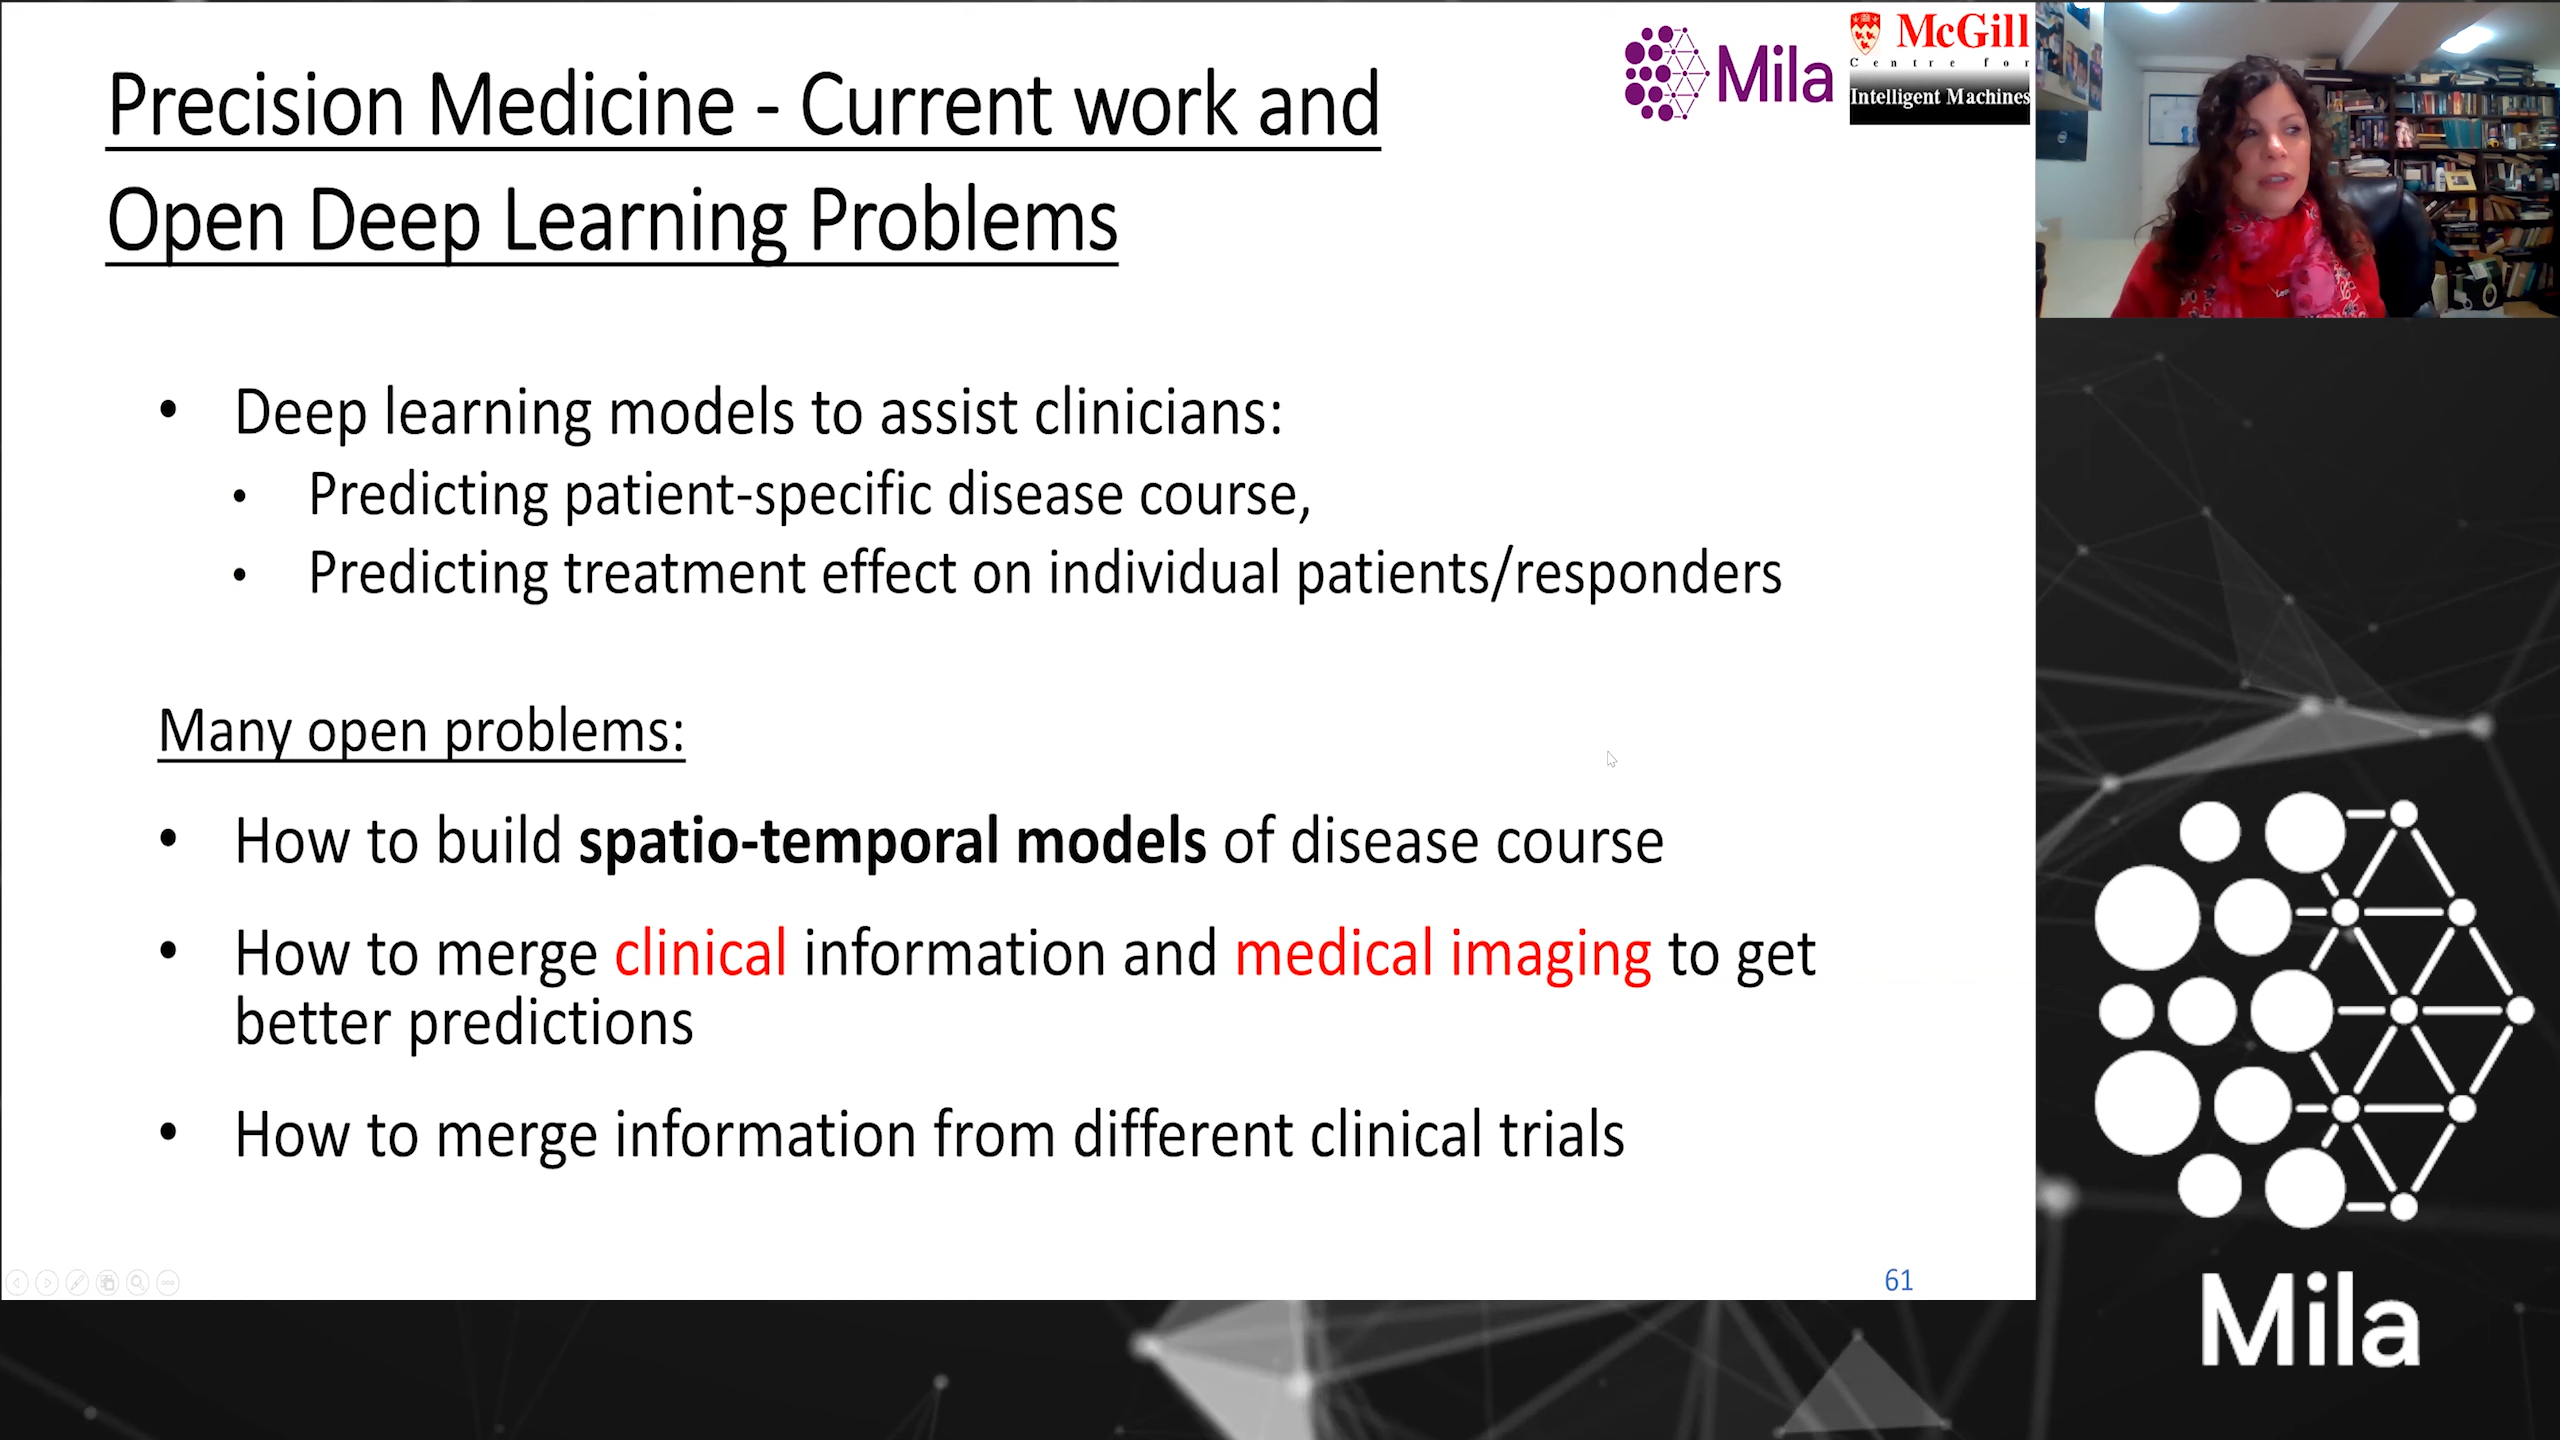 Precision Medicine - Current work and
Open Deep Learning Problems
Mila
McGill
Centre for
Intelligent Machines
• Deep learning models to assist clinicians:
• Predicting patient-specific disease course,
• Predicting treatment effect on individual patients/responders
Many open problems:
• How to build spatio-temporal models of disease course
• How to merge clinical information and medical imaging to get
better predictions
• How to merge information from different clinical trials
61
Mila